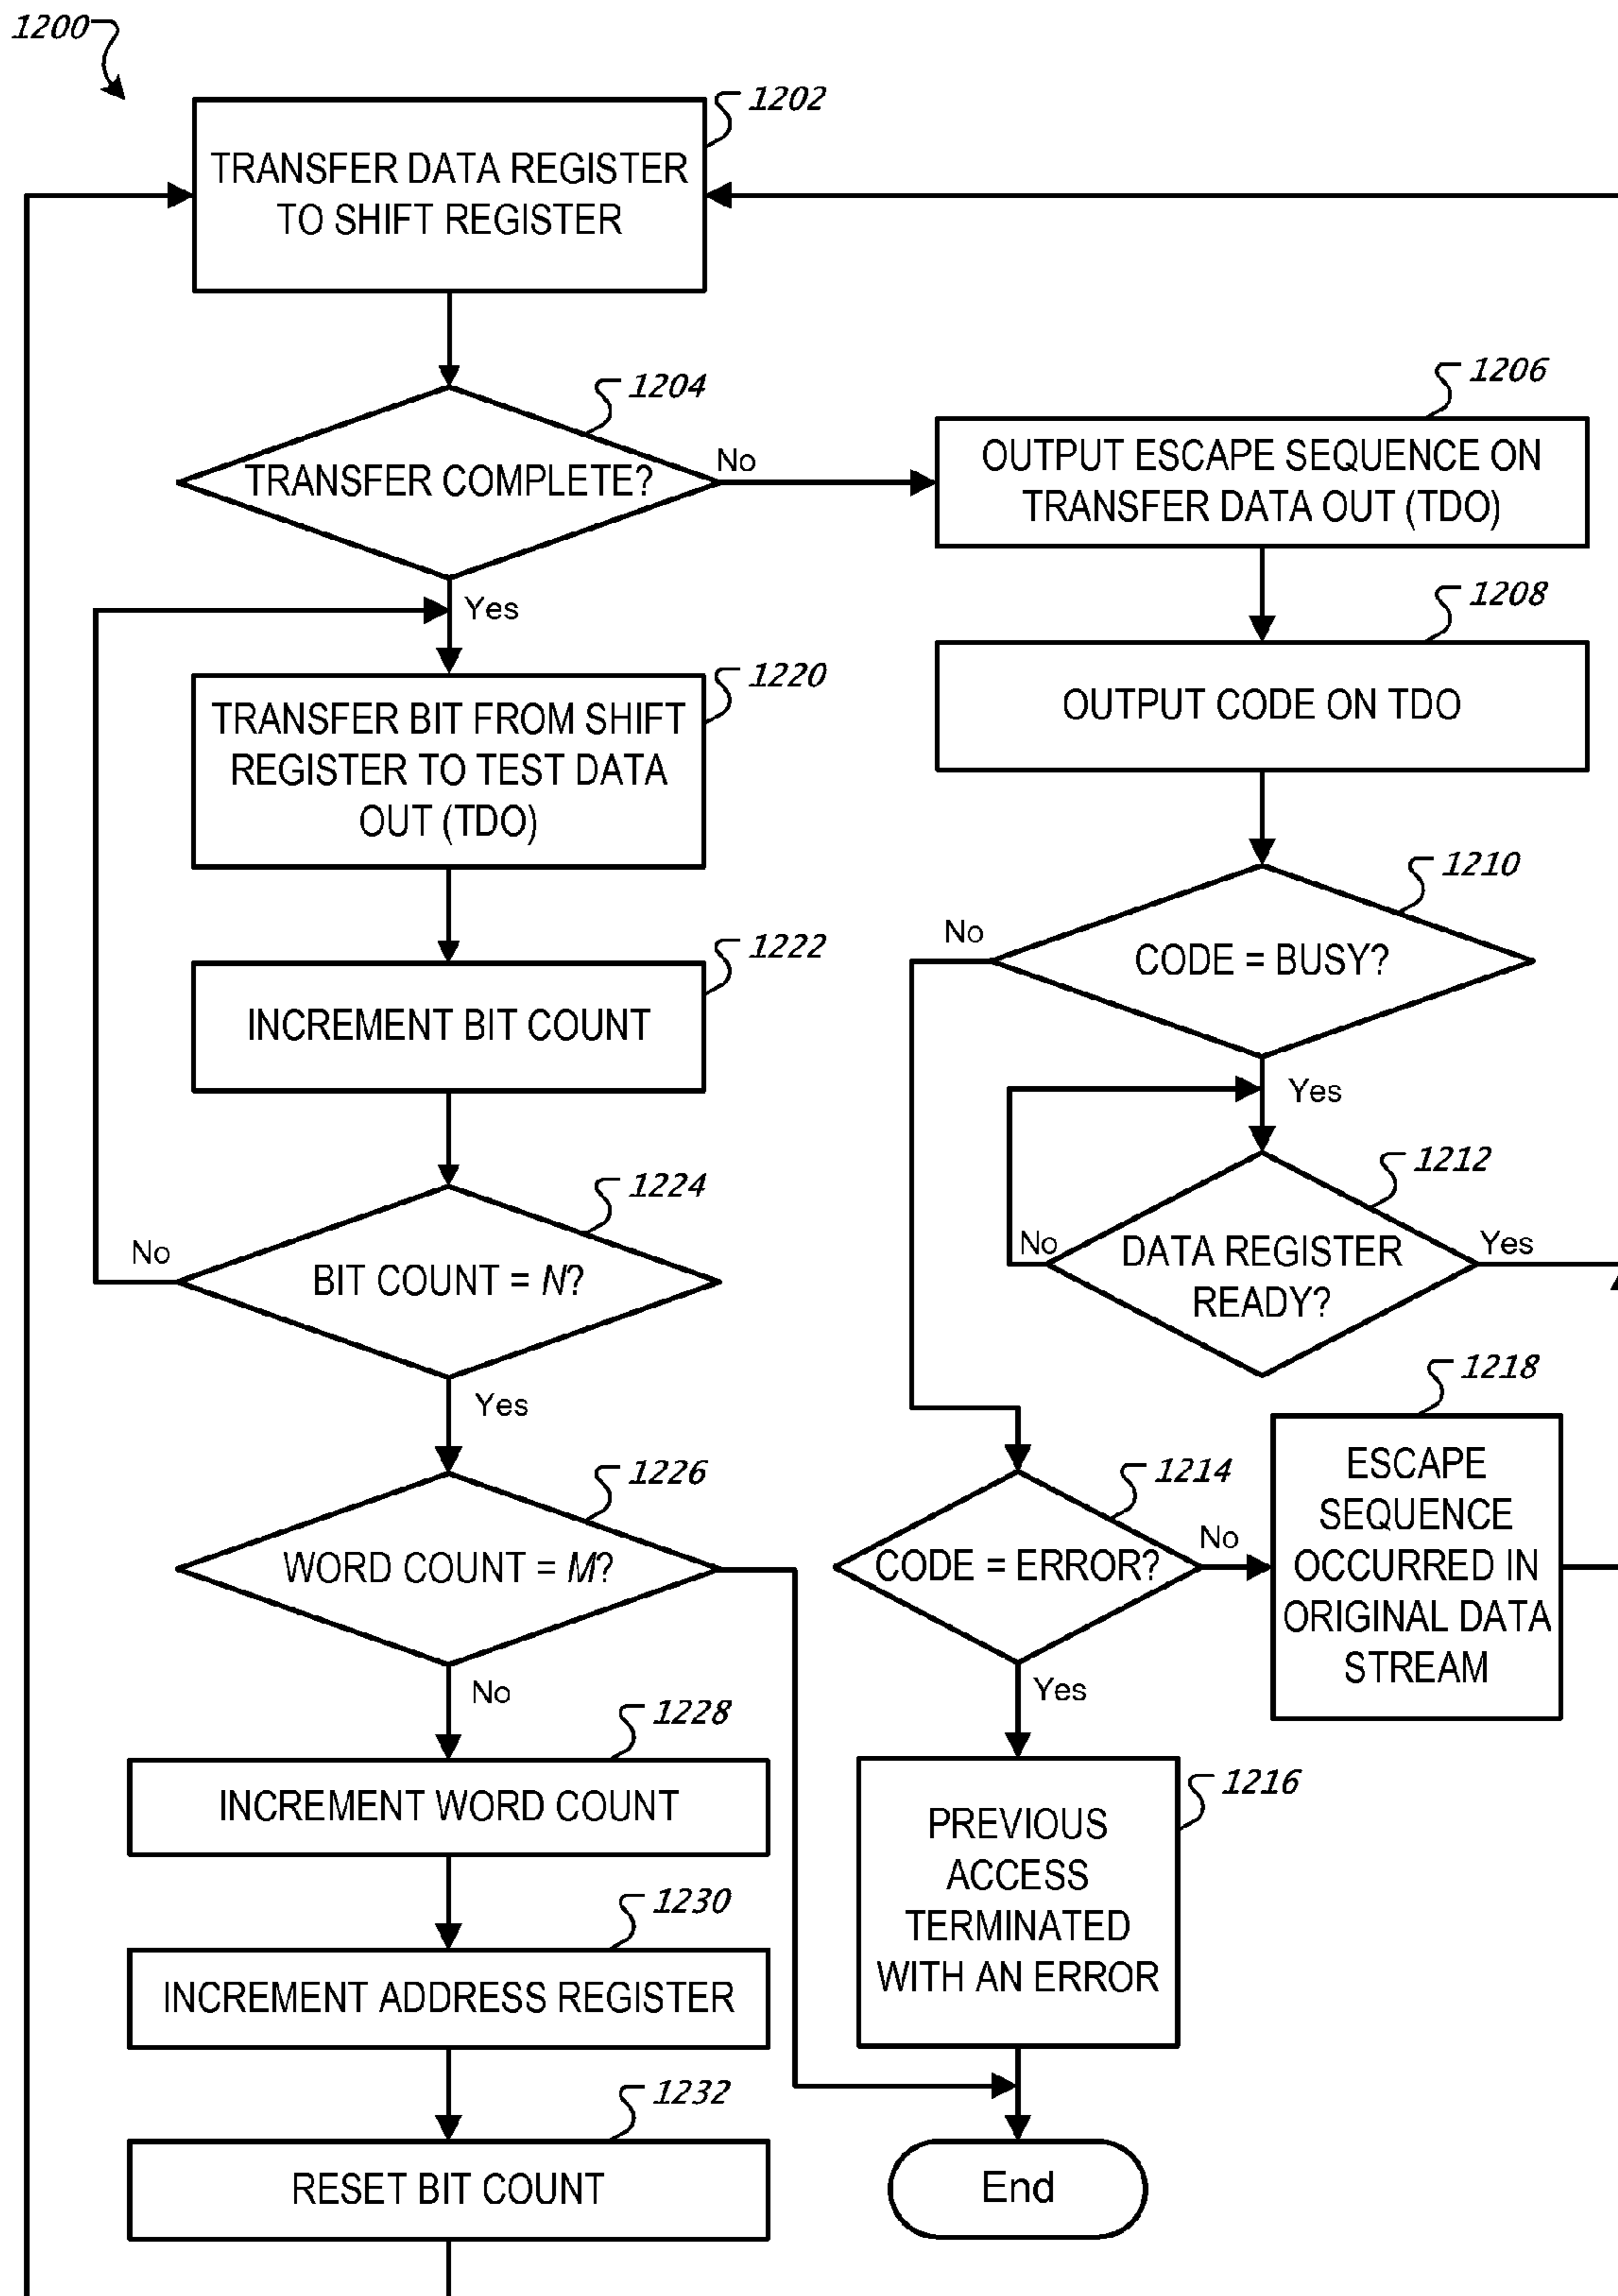 1200
1202
TRANSFER DATA REGISTER
TO SHIFT REGISTER
1204
TRANSFER COMPLETE?
No
Yes
1206
OUTPUT ESCAPE SEQUENCE ON
TRANSFER DATA OUT (TDO)
1208
OUTPUT CODE ON TDO
1210
CODE = BUSY?
No
Yes
1212
DATA REGISTER
READY?
No
Yes
1214
CODE = ERROR?
No
Yes
1216
PREVIOUS
ACCESS
TERMINATED
WITH AN ERROR
1218
ESCAPE
SEQUENCE
OCCURRED IN
ORIGINAL DATA
STREAM
1220
TRANSFER BIT FROM SHIFT
REGISTER TO TEST DATA
OUT (TDO)
1222
INCREMENT BIT COUNT
1224
BIT COUNT = N?
No
Yes
1226
WORD COUNT = M?
No
1228
INCREMENT WORD COUNT
1230
INCREMENT ADDRESS REGISTER
1232
RESET BIT COUNT
End